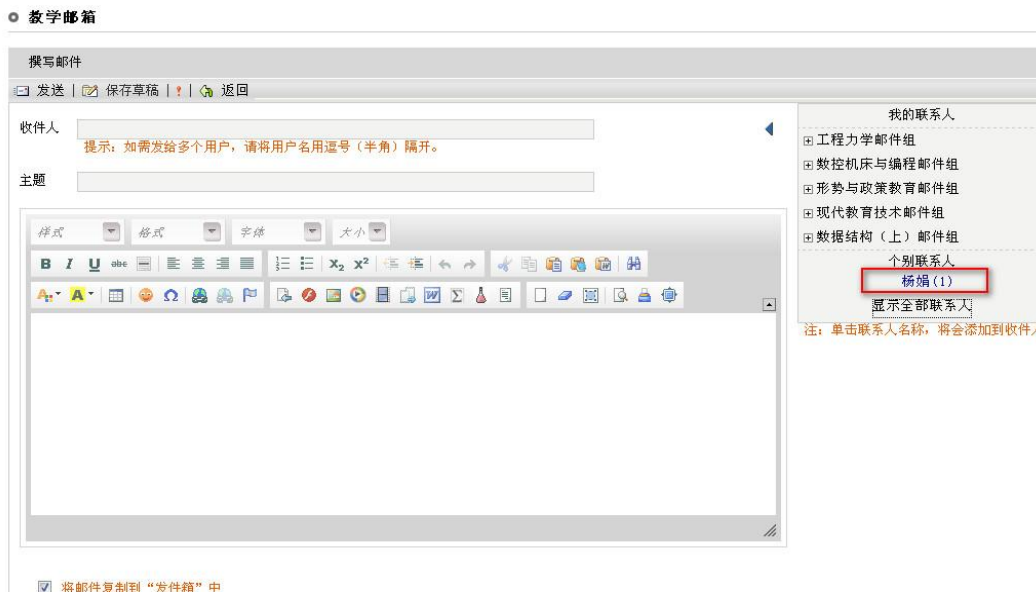 教学邮箱
撰写邮件
发送 | 保存草稿 | ! | 返回
收件人
提示：如需发给多个用户，请将用户名用逗号（半角）隔开。
主题
样式 格式 字体 大小
B I U abc X₂ X²
A A Ω W Σ
将邮件复制到“发件箱”中
我的联系人
工程力学邮件组
数控机床与编程邮件组
形势与政策教育邮件组
现代教育技术邮件组
数据结构（上）邮件组
个别联系人
杨娟(1)
显示全部联系人
注：单击联系人名称，将会添加到收件